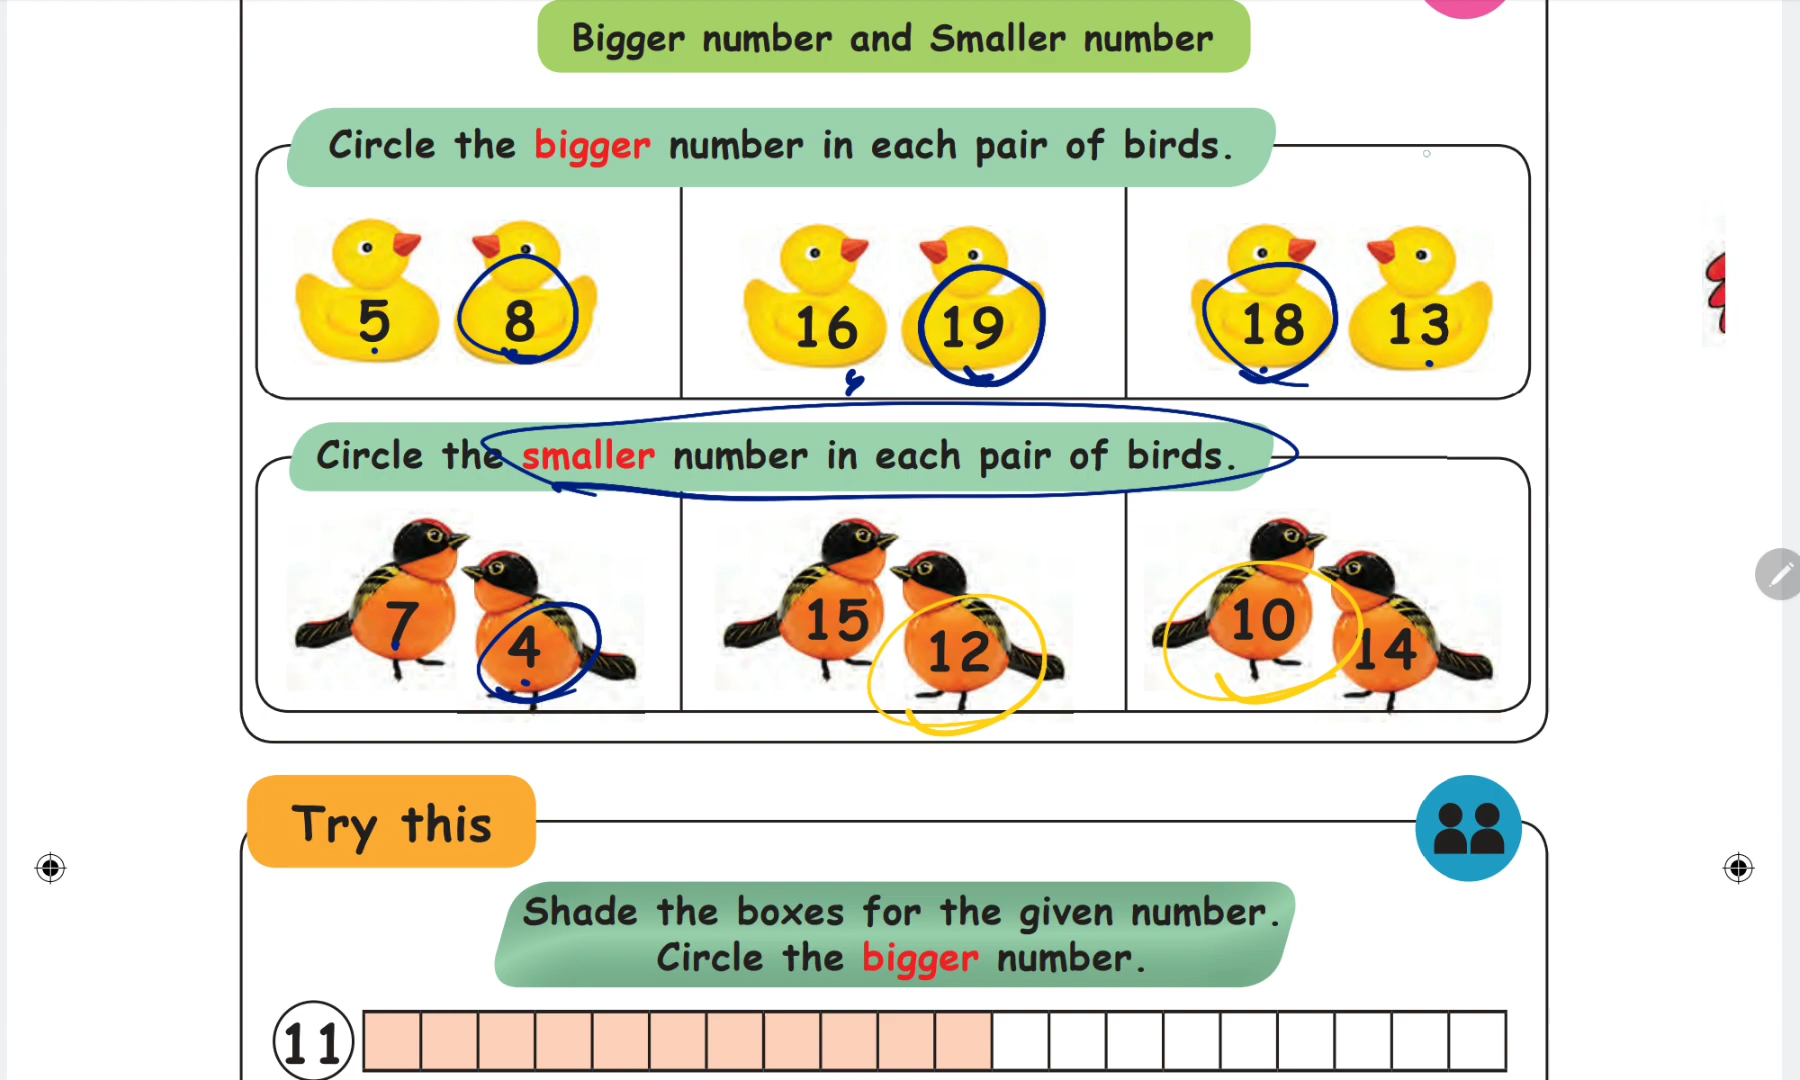 Bigger number and Smaller number
Circle the bigger number in each pair of birds.
5 8 16 19 18 13
Circle the smaller number in each pair of birds.
7 4 15 12 10 14
Try this
Shade the boxes for the given number.
Circle the bigger number.
11